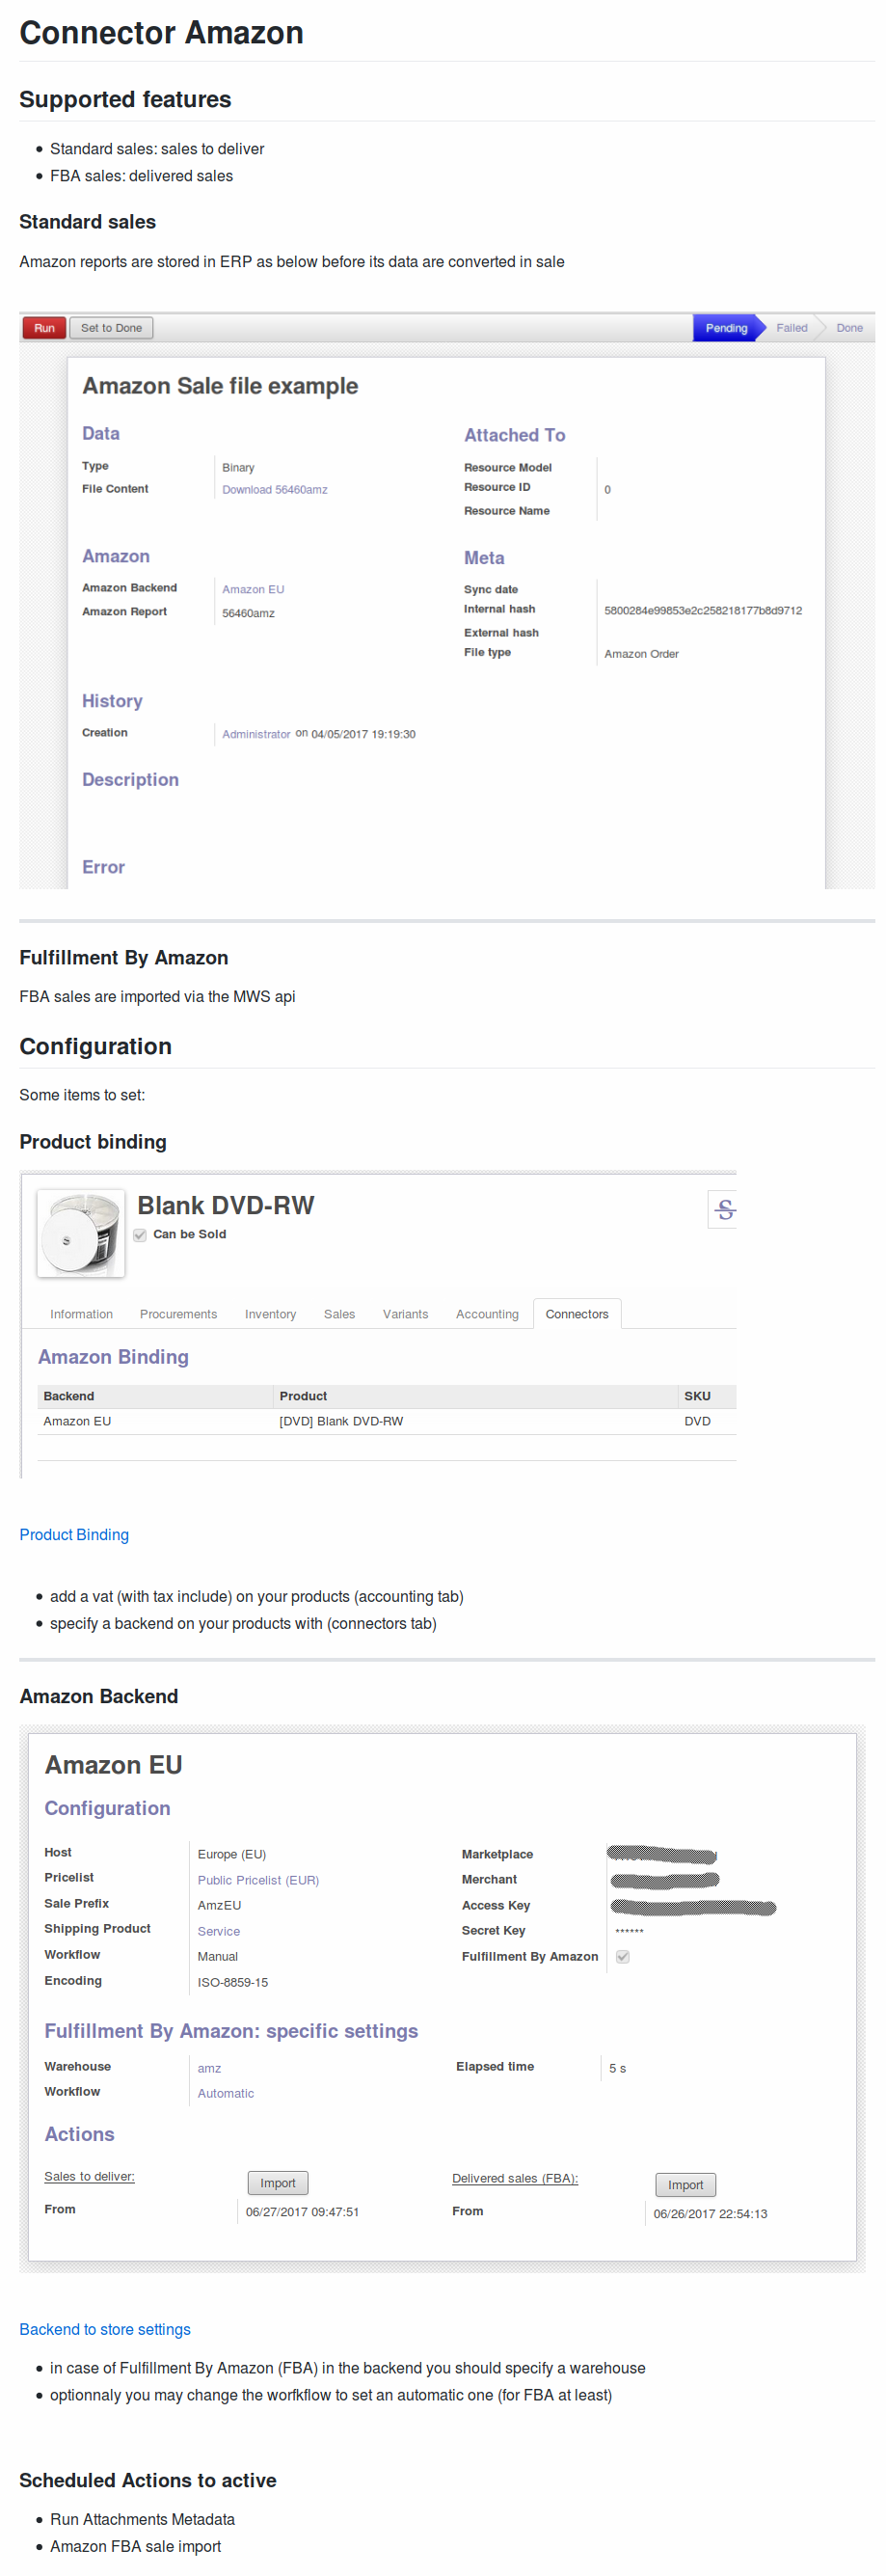 Connector Amazon
Supported features
Standard sales: sales to deliver
FBA sales: delivered sales
Standard sales
Amazon reports are stored in ERP as below before its data are converted in sale
Run Set to Done Pending Failed Done
Amazon Sale file example
Data Attached To
Type Binary Resource Model
File Content Download 56460amz Resource ID 0
Resource Name
Amazon Meta
Amazon Backend Amazon EU Sync date
Amazon Report 56460amz Internal hash 5800284e99853e2c258218177b8d9712
External hash
File type Amazon Order
History
Creation Administrator on 04/05/2017 19:19:30
Description
Error
Fulfillment By Amazon
FBA sales are imported via the MWS api
Configuration
Some items to set:
Product binding
Blank DVD-RW S
Can be Sold
Information Procurements Inventory Sales Variants Accounting Connectors
Amazon Binding
Backend Product SKU
Amazon EU [DVD] Blank DVD-RW DVD
Product Binding
add a vat (with tax include) on your products (accounting tab)
specify a backend on your products with (connectors tab)
Amazon Backend
Amazon EU
Configuration
Host Europe (EU) Marketplace
Pricelist Public Pricelist (EUR) Merchant
Sale Prefix AmzEU Access Key
Shipping Product Service Secret Key ******
Workflow Manual Fulfillment By Amazon
Encoding ISO-8859-15
Fulfillment By Amazon: specific settings
Warehouse amz Elapsed time 5 s
Workflow Automatic
Actions
Sales to deliver: Import Delivered sales (FBA): Import
From 06/27/2017 09:47:51 From 06/26/2017 22:54:13
Backend to store settings
in case of Fulfillment By Amazon (FBA) in the backend you should specify a warehouse
optionnaly you may change the worfkflow to set an automatic one (for FBA at least)
Scheduled Actions to active
Run Attachments Metadata
Amazon FBA sale import